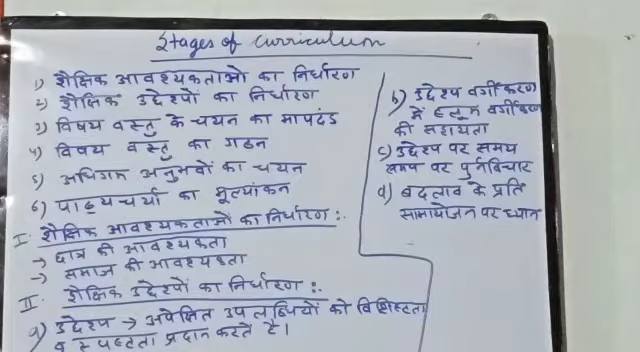 Stages of curriculum
1) शैक्षिक आवश्यकताओं का निर्धारण
2) शैक्षिक उद्देश्यों का निर्धारण
3) विषय वस्तु के चयन का मापदंड
4) विषय वस्तु का गठन
5) अधिगम अनुभवों का चयन
6) पाठ्यचर्या का मूल्यांकन
I. शैक्षिक आवश्यकताओं का निर्धारण :.
→ छात्र की आवश्यकता
→ समाज की आवश्यकता
II. शैक्षिक उद्देश्यों का निर्धारण :.
a) उद्देश्य → अपेक्षित उपलब्धियों को विशिष्टता
व स्पष्टता प्रदान करते हैं।
b) उद्देश्य वर्गीकरण
में ब्लूम वर्गीकरण
की सहायता
c) उद्देश्य पर समय
समय पर पुर्नविचार
d) बदलाव के प्रति
सामायोजन पर ध्यान